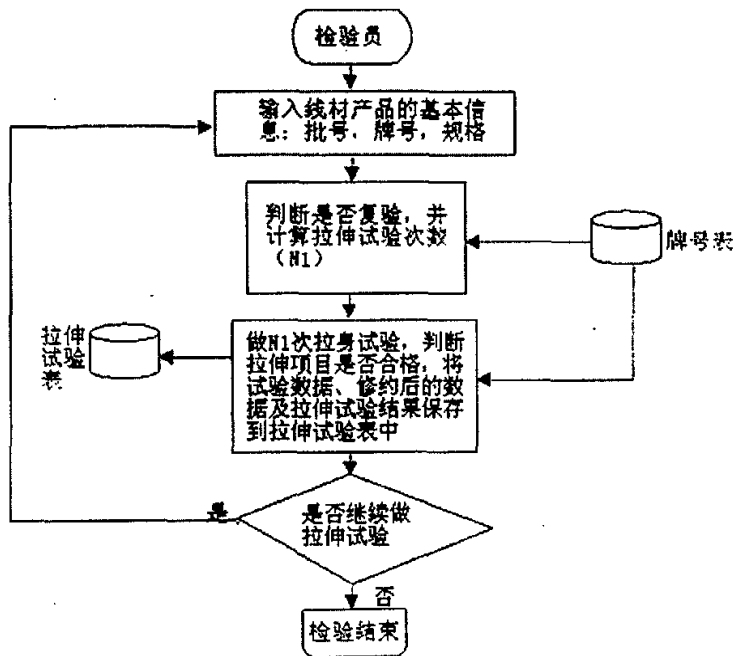 检验员
输入线材产品的基本信
息：批号、牌号，规格
判断是否复验，并
计算拉伸试验次数
（N1）
牌号表
拉伸
试验
表
做N1次拉身试验，判断
拉伸项目是否合格；将
试验数据、修约后的数
据及拉伸试验结果保存
到拉伸试验表中
是
是否继续做
拉伸试验
否
检验结束